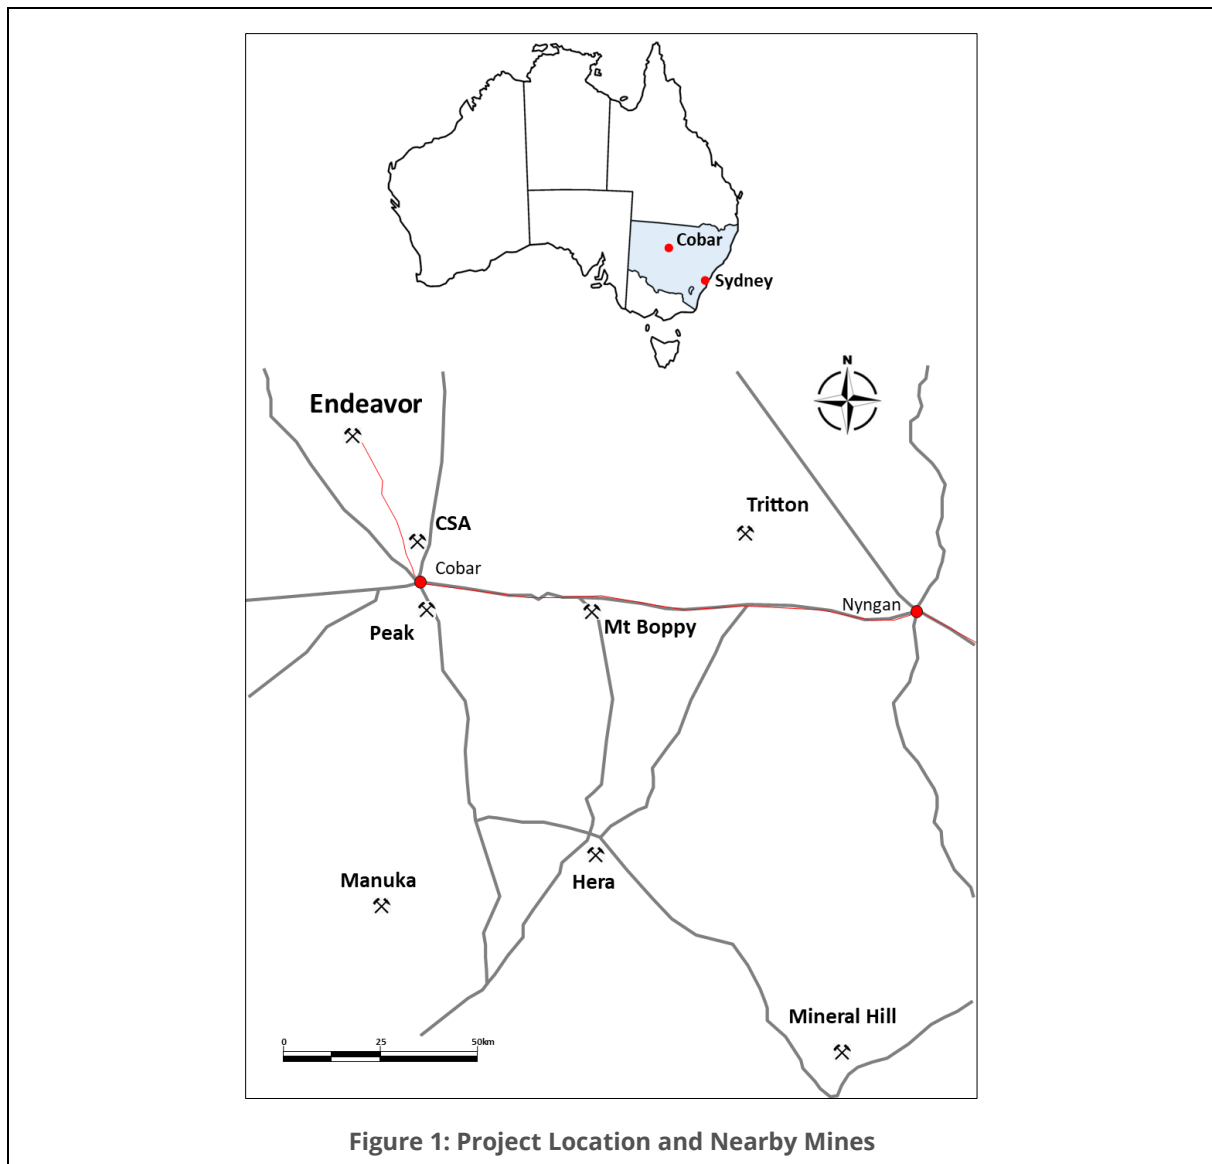 Cobar
Sydney
N
Endeavor
Tritton
CSA
Cobar
Nyngan
Peak
Mt Boppy
Manuka
Hera
Mineral Hill
0 25 50km
Figure 1: Project Location and Nearby Mines